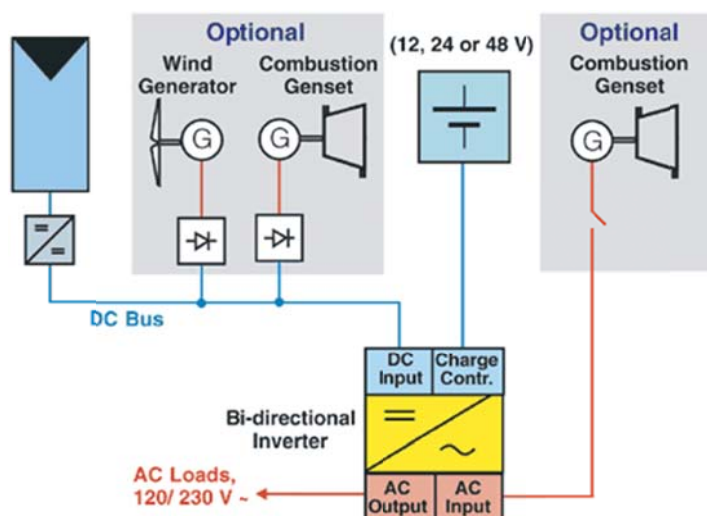 Optional
Wind
Generator
Combustion
Genset
G
G
(12, 24 or 48 V)
Optional
Combustion
Genset
G
DC Bus
DC
Input
Charge
Contr.
Bi-directional
Inverter
AC Loads,
120/ 230 V ~
AC
Output
AC
Input